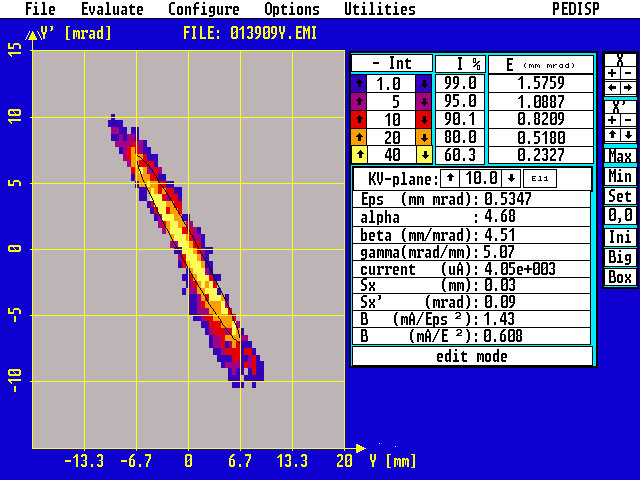 File Evaluate Configure Options Utilities PEDISP
Y' [mrad] FILE: 013909Y.EMI
15
10
5
0
-5
-10
-13.3 -6.7 0 6.7 13.3 20 Y [mm]
- Int I % E (mm mrad)
1.0 99.0 1.5759
5 95.0 1.0887
10 90.1 0.8209
20 80.0 0.5180
40 60.3 0.2327
KV-plane: 10.0 Ell
Eps (mm mrad): 0.5347
alpha : 4.68
beta (mm/mrad): 4.51
gamma(mrad/mm): 5.07
current (uA): 4.05e+003
Sx (mm): 0.03
Sx' (mrad): 0.09
B (mA/Eps ²): 1.43
B (mA/E ²): 0.608
edit mode
X
+ -
X'
+ -
Max
Min
Set
0,0
Ini
Big
Box